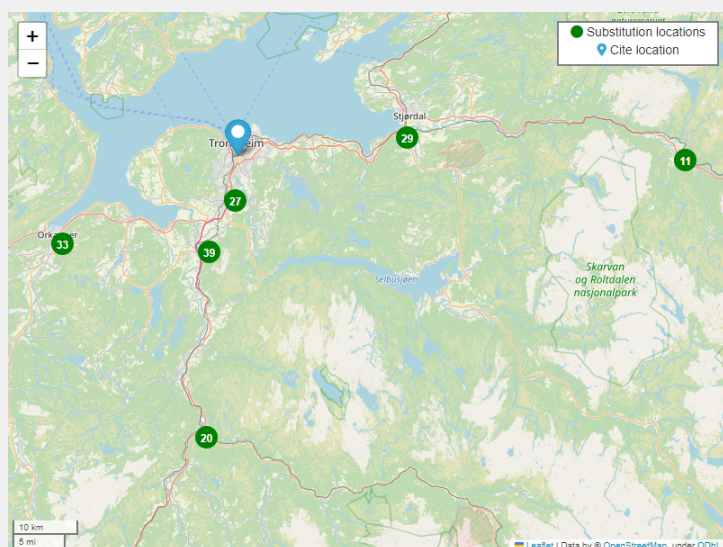 +
−
Substitution locations
Cite location
Stjørdal
29
11
27
33
39
Selbusjøen
Skarvan
og Roltdalen
nasjonalpark
20
10 km
5 mi
Leaflet | Data by © OpenStreetMap, under ODbL